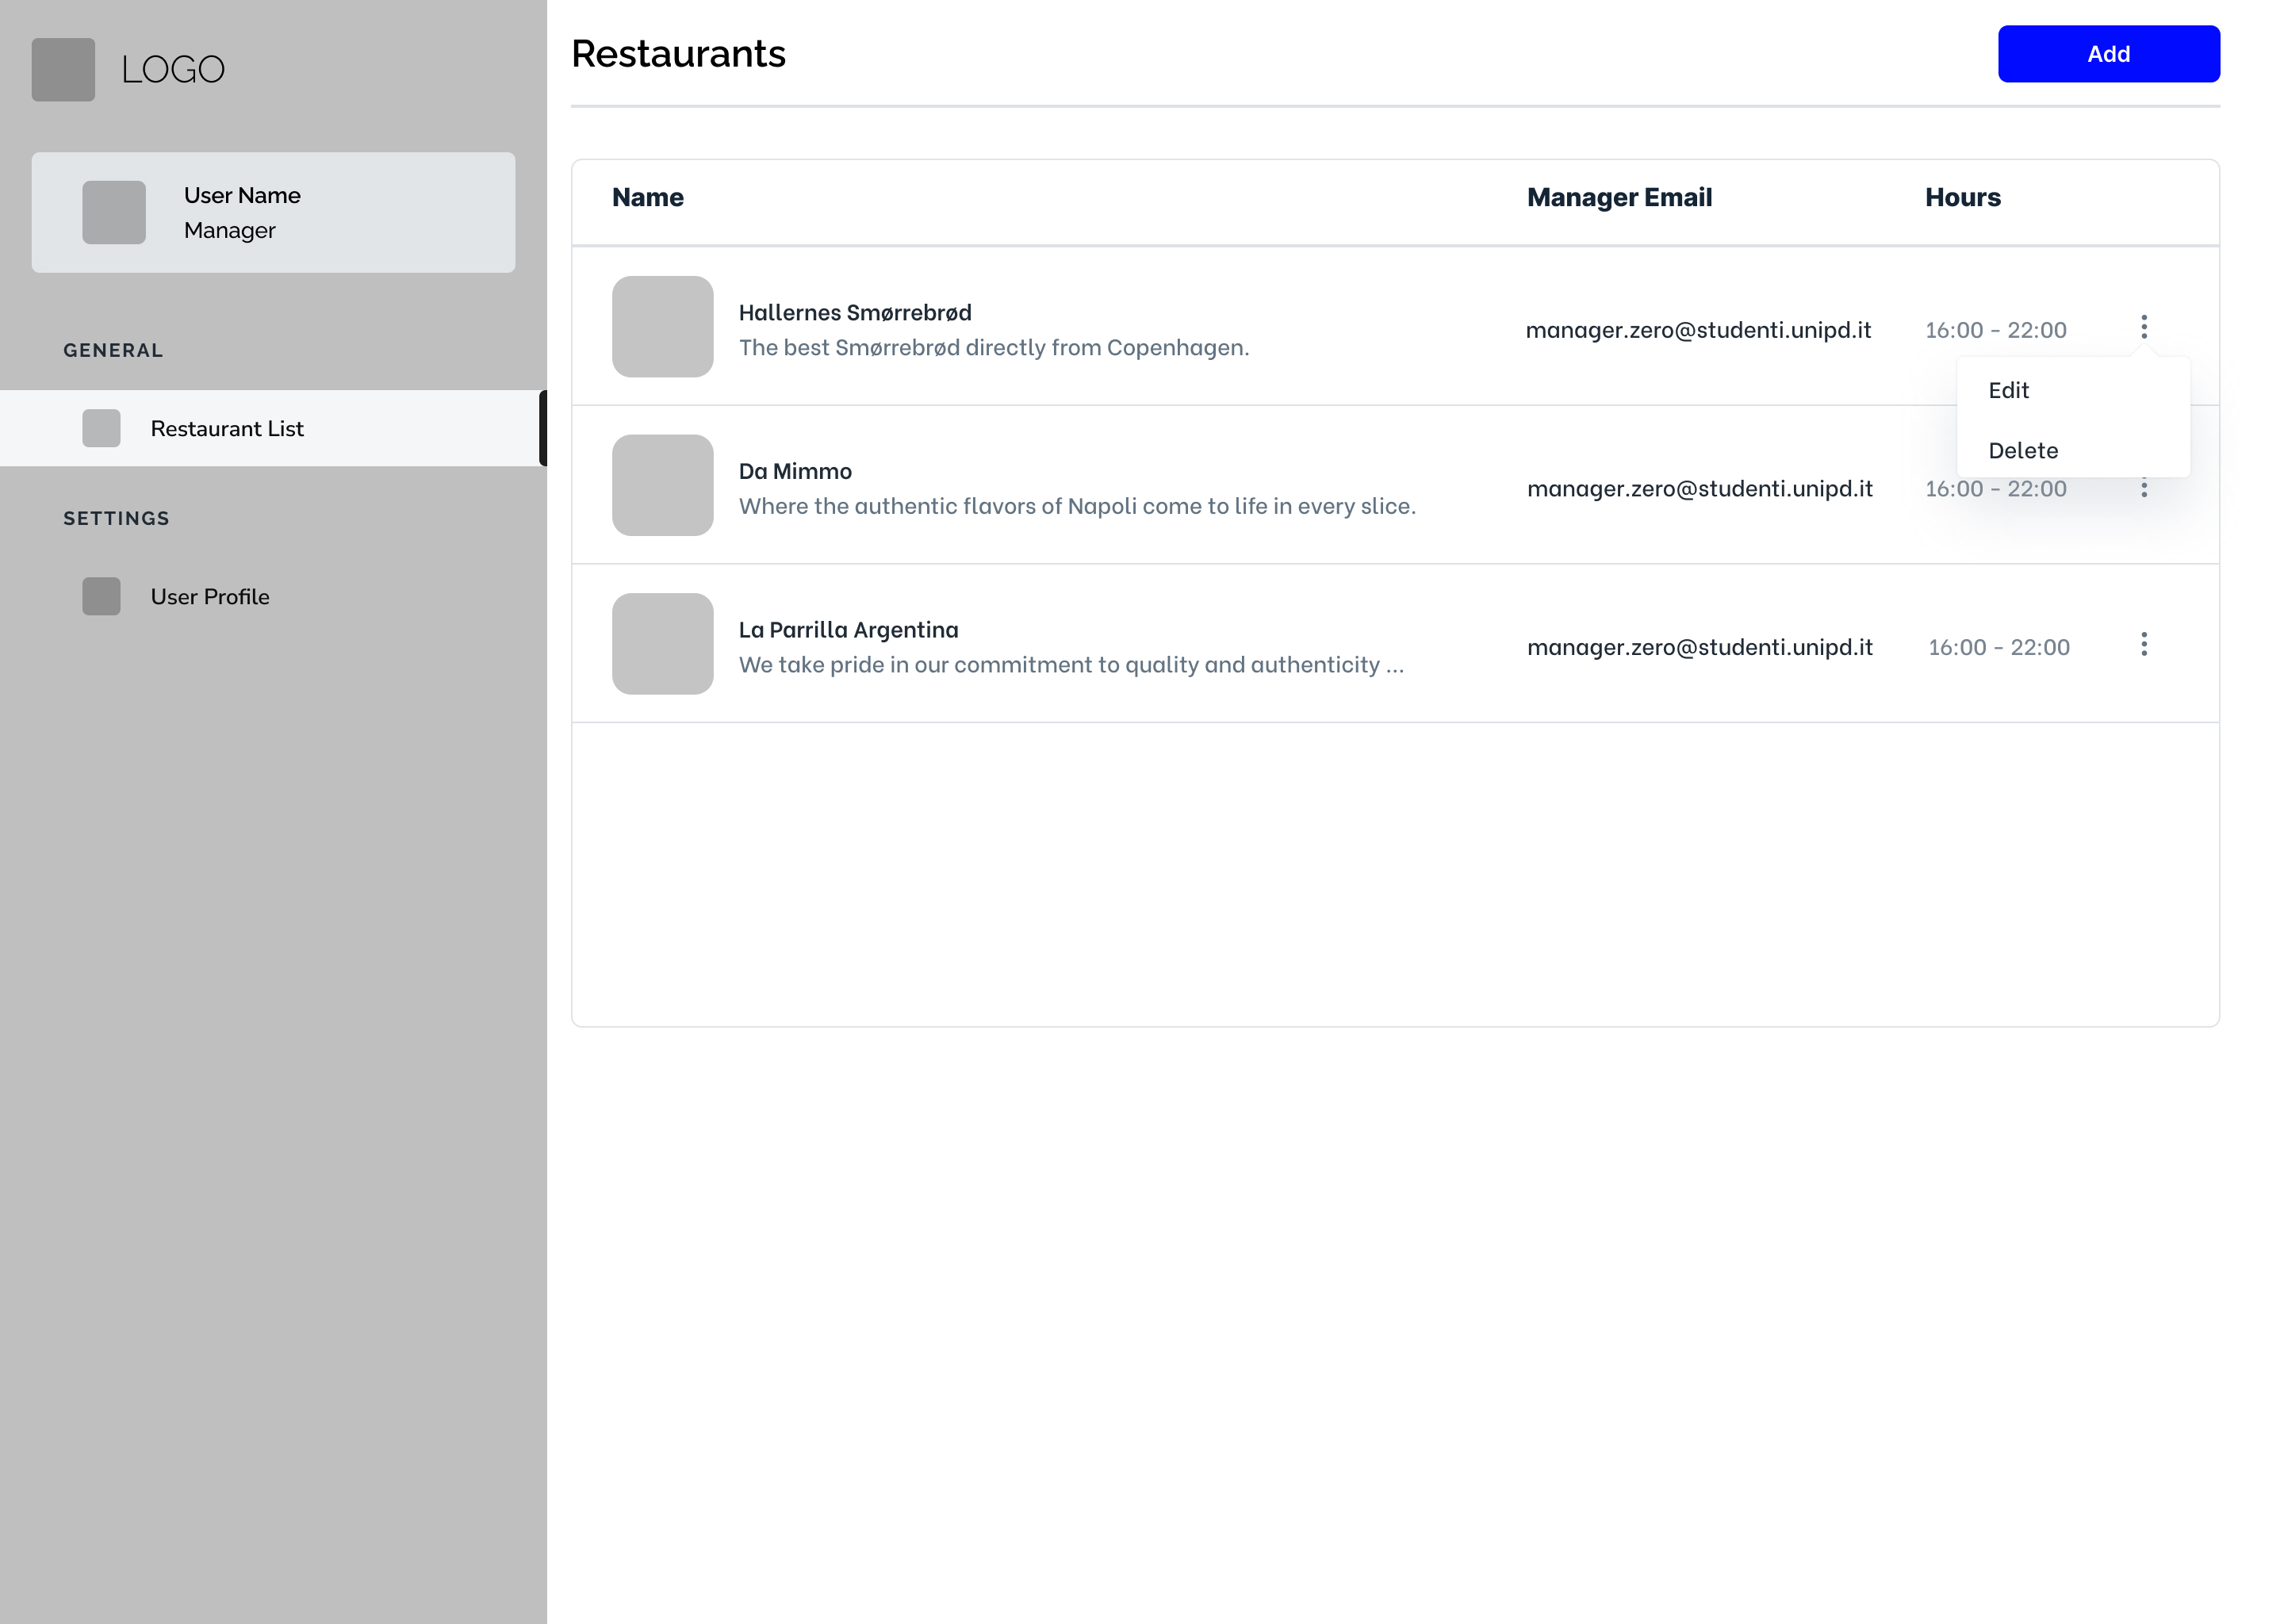 LOGO
User Name
Manager
GENERAL
Restaurant List
SETTINGS
User Profile
Restaurants
Add
Name
Manager Email
Hours
Hallernes Smørrebrød
The best Smørrebrød directly from Copenhagen.
manager.zero@studenti.unipd.it
16:00 - 22:00
Edit
Delete
Da Mimmo
Where the authentic flavors of Napoli come to life in every slice.
manager.zero@studenti.unipd.it
16:00 - 22:00
La Parrilla Argentina
We take pride in our commitment to quality and authenticity ...
manager.zero@studenti.unipd.it
16:00 - 22:00